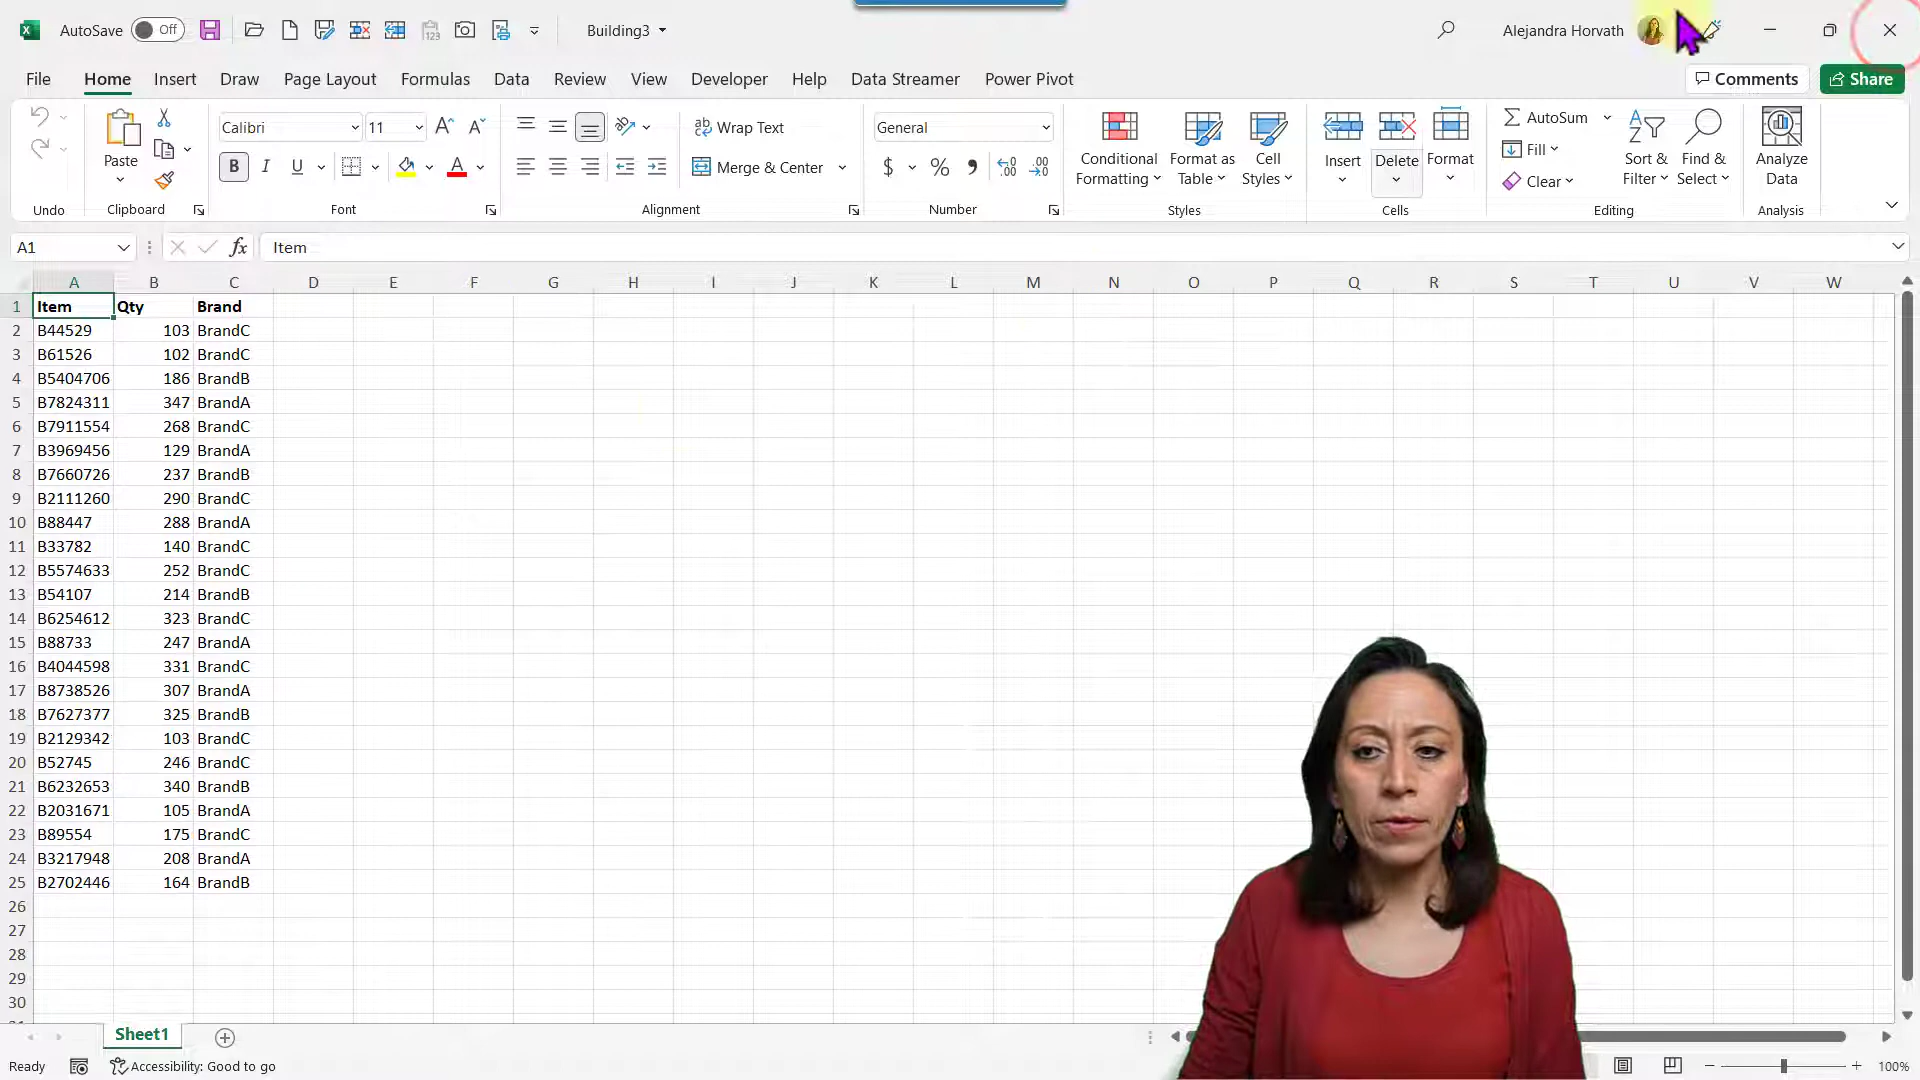 AutoSave Off Building3 Alejandra Horvath
File Home Insert Draw Page Layout Formulas Data Review View Developer Help Data Streamer Power Pivot Comments Share
Undo
Paste
Clipboard
Calibri 11
B I U
Font
Wrap Text
Merge & Center
Alignment
General
$ % ,
Number
Conditional Formatting
Format as Table
Cell Styles
Styles
Insert Delete Format
Cells
AutoSum
Fill
Clear
Sort & Filter
Find & Select
Editing
Analyze Data
Analysis
A1 fx Item
A B C D E F G H I J K L M N O P Q R S T U V W
1 Item Qty Brand
2 B44529 103 BrandC
3 B61526 102 BrandC
4 B5404706 186 BrandB
5 B7824311 347 BrandA
6 B7911554 268 BrandC
7 B3969456 129 BrandA
8 B7660726 237 BrandB
9 B2111260 290 BrandC
10 B88447 288 BrandA
11 B33782 140 BrandC
12 B5574633 252 BrandC
13 B54107 214 BrandB
14 B6254612 323 BrandC
15 B88733 247 BrandA
16 B4044598 331 BrandC
17 B8738526 307 BrandA
18 B7627377 325 BrandB
19 B2129342 103 BrandC
20 B52745 246 BrandC
21 B6232653 340 BrandB
22 B2031671 105 BrandA
23 B89554 175 BrandC
24 B3217948 208 BrandA
25 B2702446 164 BrandB
26
27
28
29
30
Sheet1
Ready Accessibility: Good to go 100%